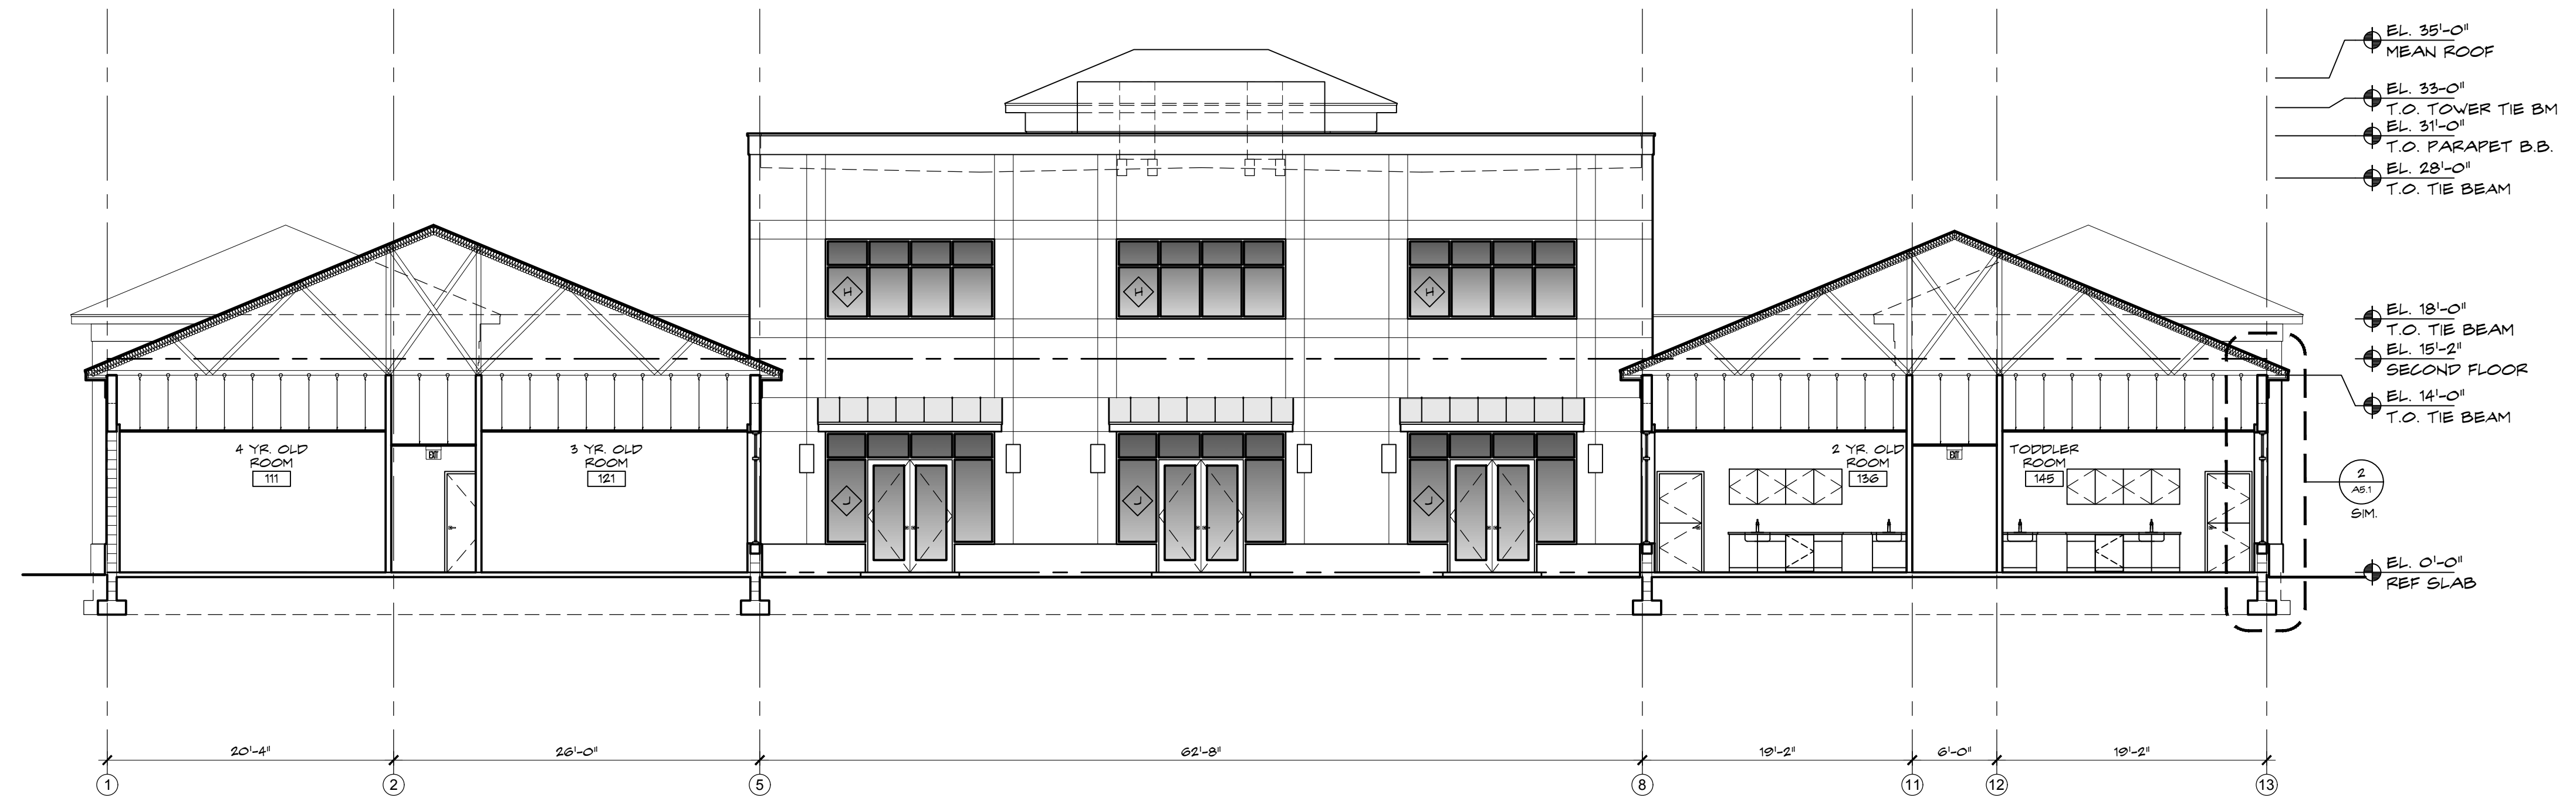 EL. 35'-0"
MEAN ROOF
EL. 33-0"
T.O. TOWER TIE BM
EL. 31'-0"
T.O. PARAPET B.B.
EL. 28'-0"
T.O. TIE BEAM
H
H
H
EL. 18'-0"
T.O. TIE BEAM
EL. 15'-2"
SECOND FLOOR
EL. 14'-0"
T.O. TIE BEAM
4 YR. OLD
ROOM
111
EXIT
3 YR. OLD
ROOM
121
J
J
J
2 YR. OLD
ROOM
136
EXIT
TODDLER
ROOM
145
2
A5.1
SIM.
EL. 0'-0"
REF SLAB
20'-4"
26'-0"
62'-8"
19'-2"
6'-0"
19'-2"
1
2
5
8
11
12
13